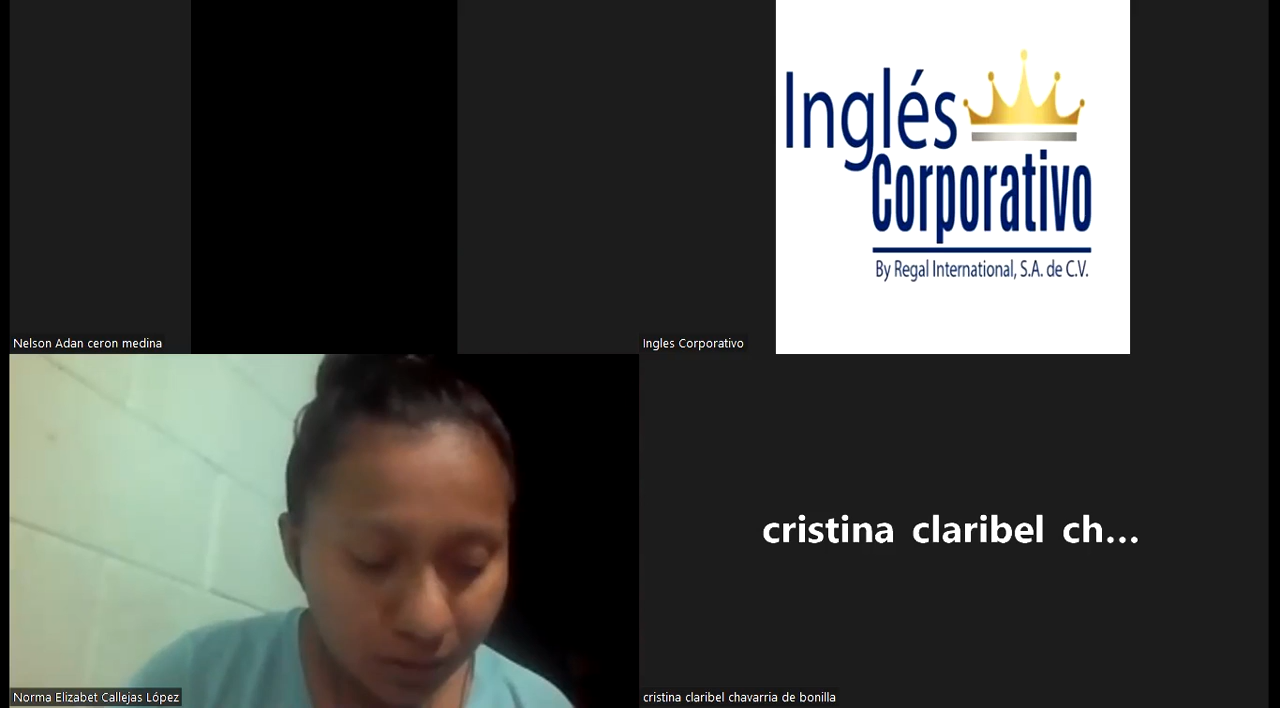 Inglés
Corporativo
By Regal International, S.A. de C.V.
Nelson Adan ceron medina
Ingles Corporativo
cristina claribel ch...
Norma Elizabet Callejas López
cristina claribel chavarria de bonilla